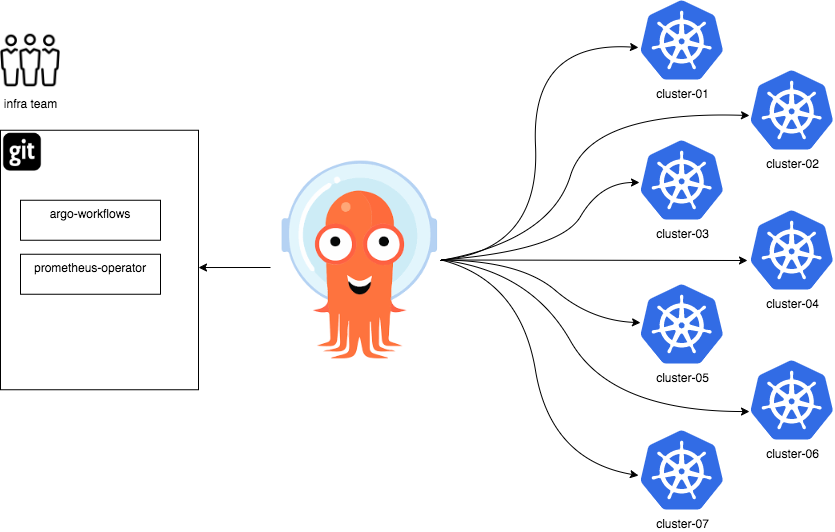 infra team
git
argo-workflows
prometheus-operator
cluster-01
cluster-02
cluster-03
cluster-04
cluster-05
cluster-06
cluster-07